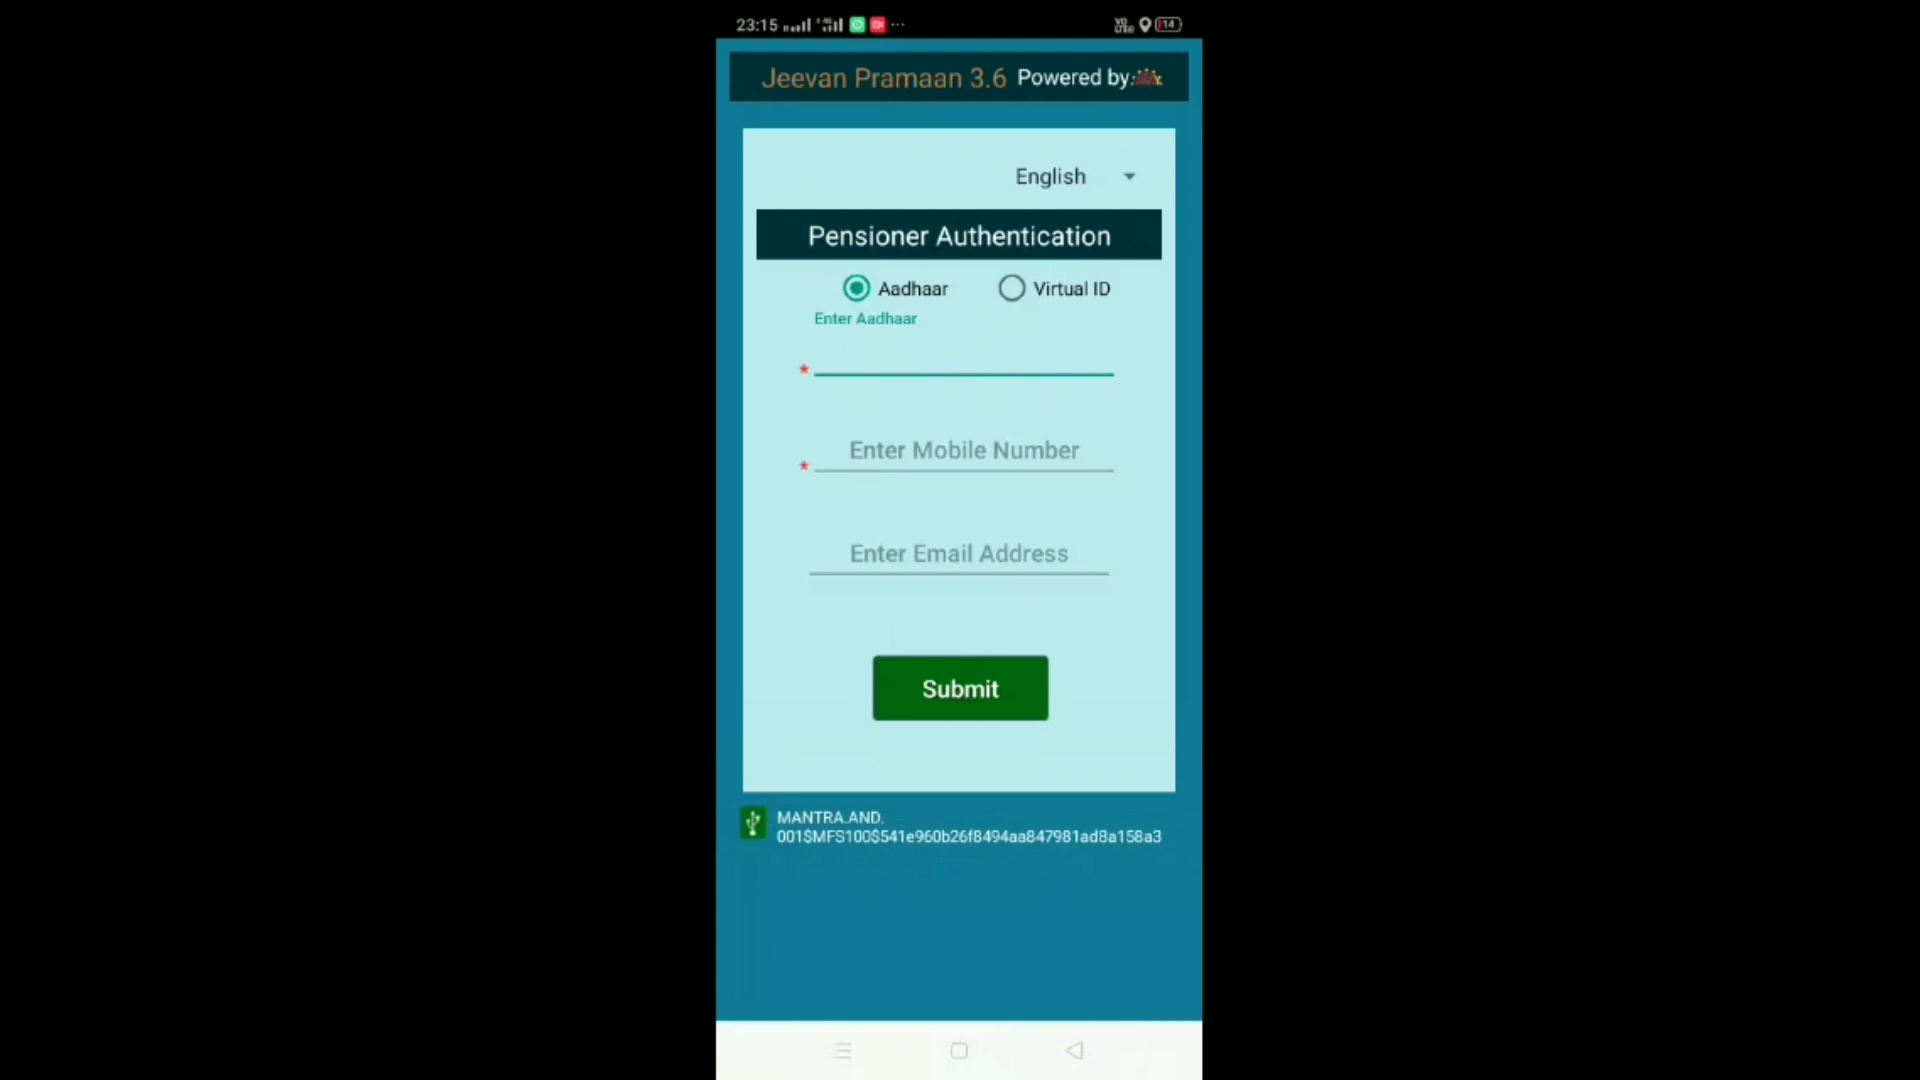 23:15
14
Jeevan Pramaan 3.6 Powered by:
English
Pensioner Authentication
Aadhaar Virtual ID
Enter Aadhaar
*
Enter Mobile Number
*
Enter Email Address
Submit
MANTRA.AND.
001$MFS100$541e960b26f8494aa847981ad8a158a3